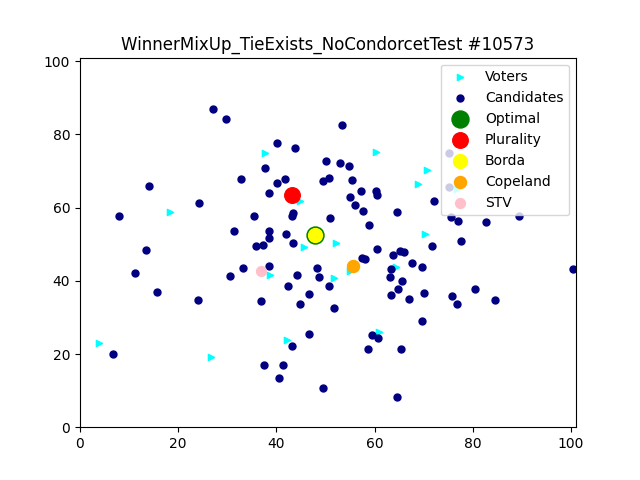 WinnerMixUp_TieExists_NoCondorcetTest #10573
100
80
60
40
20
0
0
20
40
60
80
100
Voters
Candidates
Optimal
Plurality
Borda
Copeland
STV